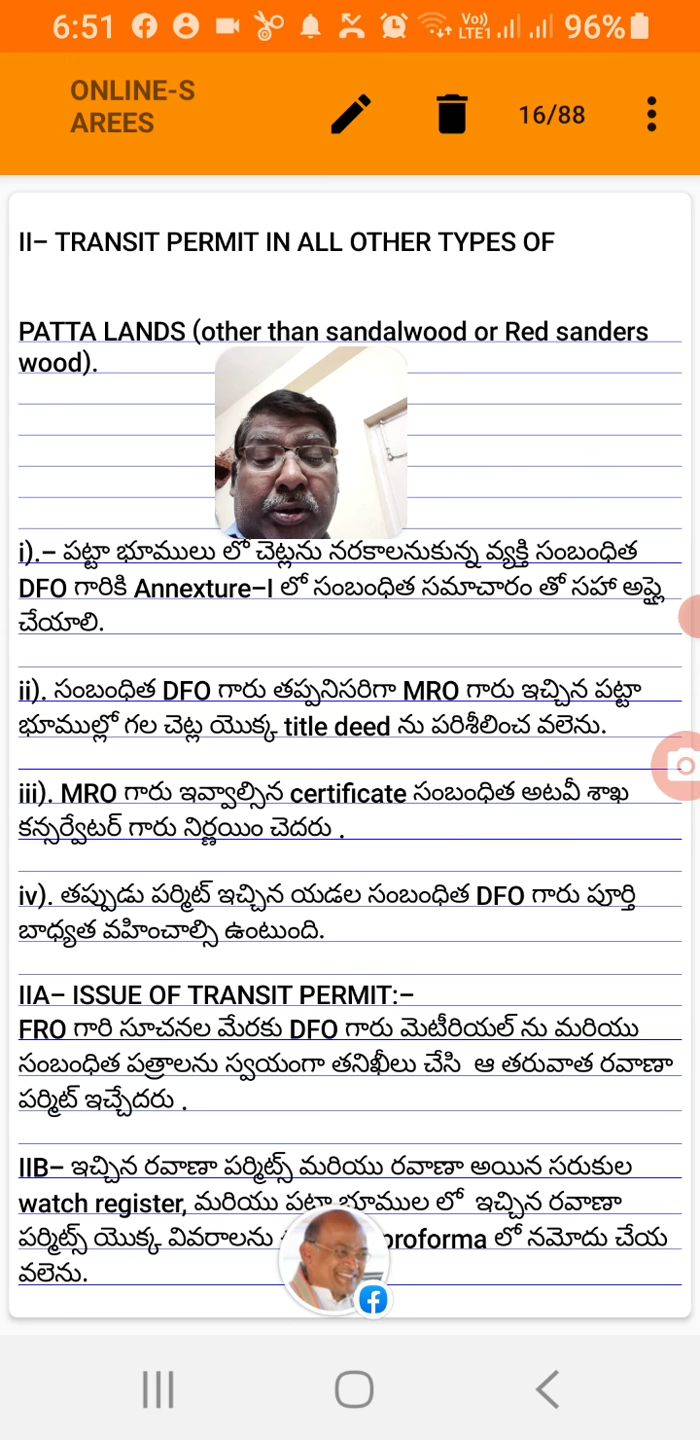 6:51
Vo))
LTE1
96%
ONLINE-S
AREES
16/88
II– TRANSIT PERMIT IN ALL OTHER TYPES OF
PATTA LANDS (other than sandalwood or Red sanders
wood).
i).– పట్టా భూములు లో చెట్లను నరకాలనుకున్న వ్యక్తి సంబంధిత
DFO గారికి Annexture–I లో సంబంధిత సమాచారం తో సహా అప్లై
చేయాలి.
ii). సంబంధిత DFO గారు తప్పనిసరిగా MRO గారు ఇచ్చిన పట్టా
భూముల్లో గల చెట్ల యొక్క title deed ను పరిశీలించ వలెను.
iii). MRO గారు ఇవ్వాల్సిన certificate సంబంధిత అటవీ శాఖ
కన్సర్వేటర్ గారు నిర్ణయిం చెదరు .
iv). తప్పుడు పర్మిట్ ఇచ్చిన యడల సంబంధిత DFO గారు పూర్తి
బాధ్యత వహించాల్సి ఉంటుంది.
IIA– ISSUE OF TRANSIT PERMIT:–
FRO గారి సూచనల మేరకు DFO గారు మెటీరియల్ ను మరియు
సంబంధిత పత్రాలను స్వయంగా తనిఖీలు చేసి ఆ తరువాత రవాణా
పర్మిట్ ఇచ్చేదరు .
IIB– ఇచ్చిన రవాణా పర్మిట్స్ మరియు రవాణా అయిన సరుకుల
watch register, మరియు పట్టా భూముల లో ఇచ్చిన రవాణా
పర్మిట్స్ యొక్క వివరాలను proforma లో నమోదు చేయ
వలెను.